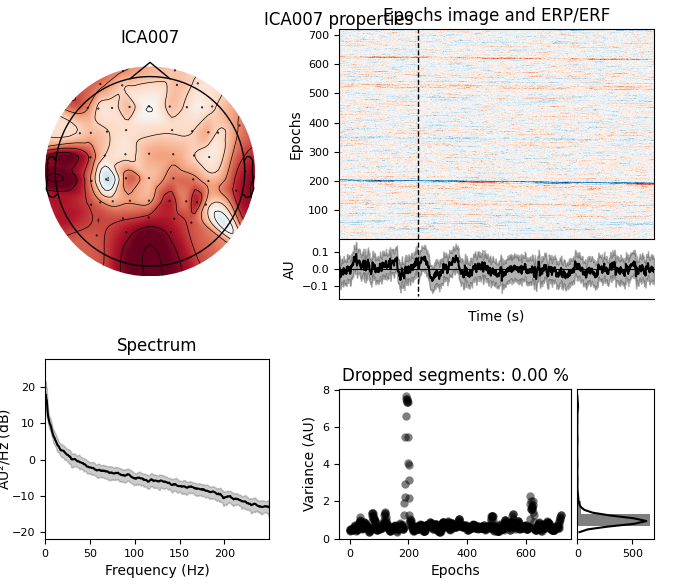 ICA007 properties
ICA007
Epochs image and ERP/ERF
700
600
500
400
300
200
100
Epochs
0.1
0.0
−0.1
AU
Time (s)
Spectrum
20
10
0
−10
−20
AU²/Hz (dB)
0 50 100 150 200
Frequency (Hz)
Dropped segments: 0.00 %
8
6
4
2
0
Variance (AU)
0 200 400 600
Epochs
0 500